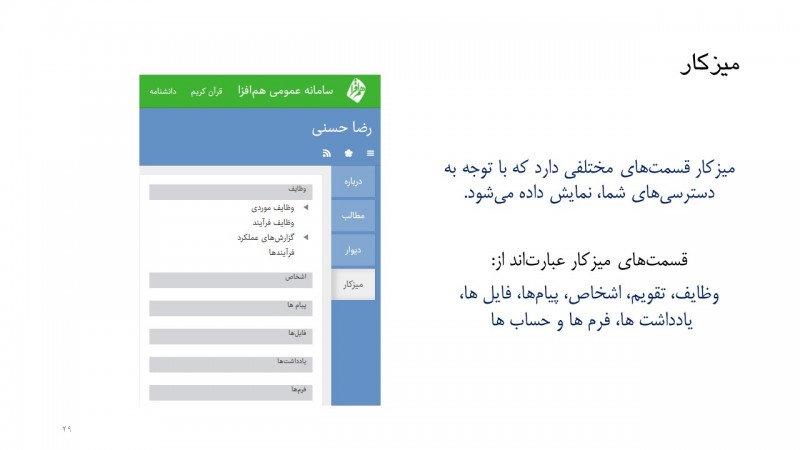 میزکار
میزکار قسمت‌های مختلفی دارد که با توجه به
دسترسی‌های شما، نمایش داده می‌شود.
قسمت‌های میزکار عبارت‌اند از:
وظایف، تقویم، اشخاص، پیام‌ها، فایل ها،
یادداشت ها، فرم ها و حساب ها
هم‌افزا
سامانه عمومی هم‌افزا قرآن کریم دانشنامه
رضا حسنی
درباره
مطالب
دیوار
میزکار
وظایف
وظایف موردی
وظایف فرآیند
گزارش‌های عملکرد
فرآیندها
اشخاص
پیام ها
فایل‌ها
یادداشت‌ها
فرم‌ها
۲۹